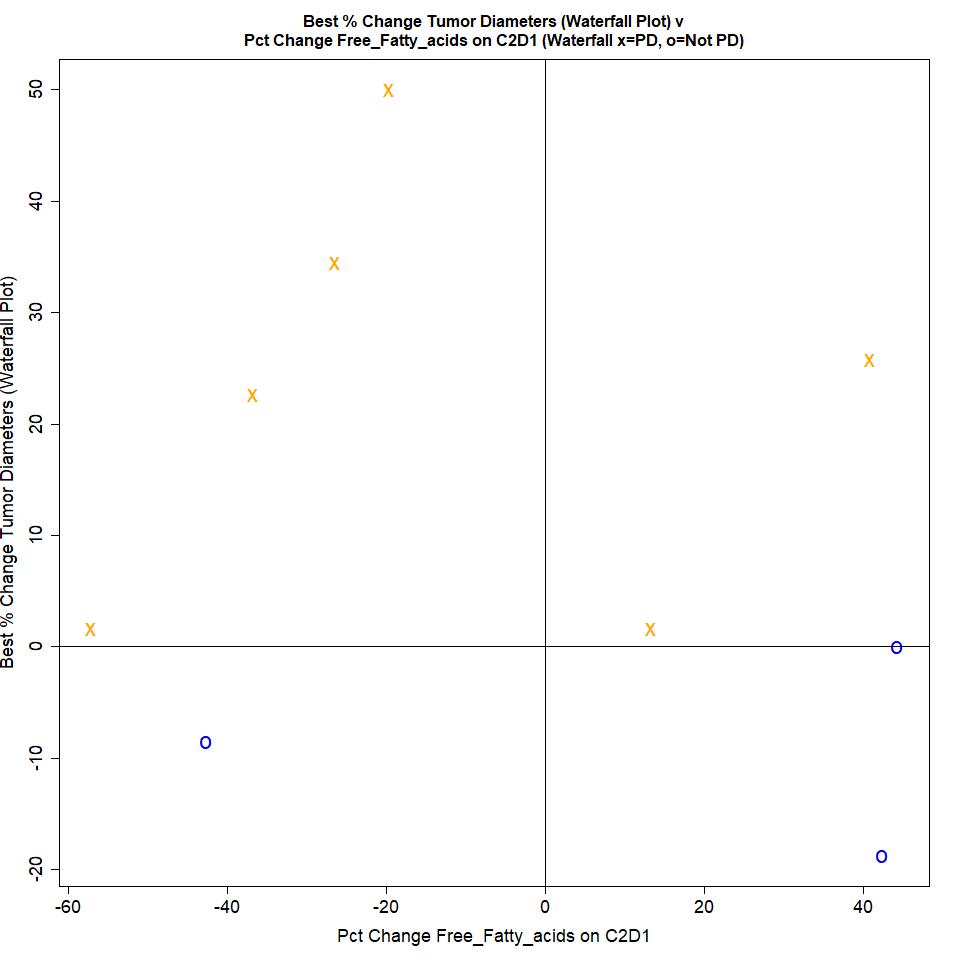 Best % Change Tumor Diameters (Waterfall Plot) v
Pct Change Free_Fatty_acids on C2D1 (Waterfall x=PD, o=Not PD)
Best % Change Tumor Diameters (Waterfall Plot)
50
40
30
20
10
0
-10
-20
X
X
X
X
X
X
O
O
O
-60 -40 -20 0 20 40
Pct Change Free_Fatty_acids on C2D1